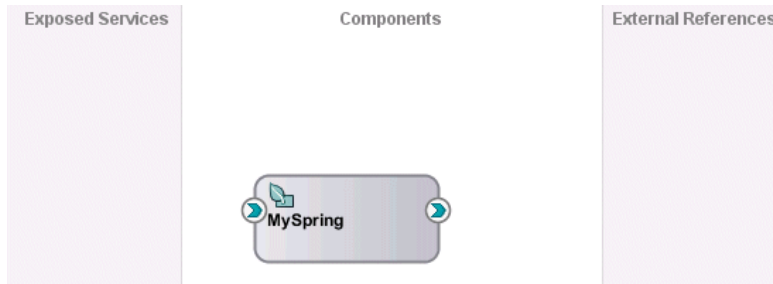 Exposed Services
Components
External References
MySpring